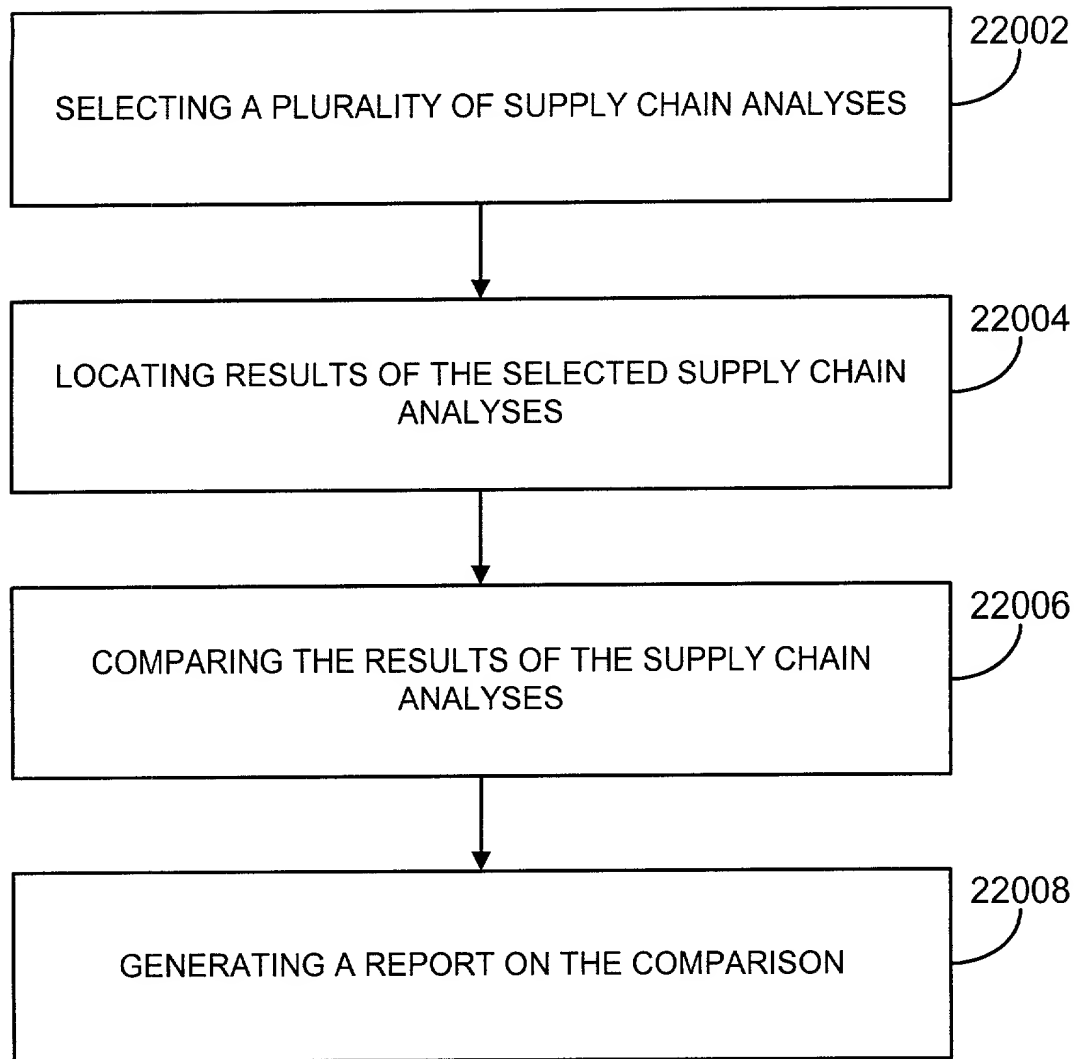 22002
SELECTING A PLURALITY OF SUPPLY CHAIN ANALYSES
22004
LOCATING RESULTS OF THE SELECTED SUPPLY CHAIN
ANALYSES
22006
COMPARING THE RESULTS OF THE SUPPLY CHAIN
ANALYSES
22008
GENERATING A REPORT ON THE COMPARISON